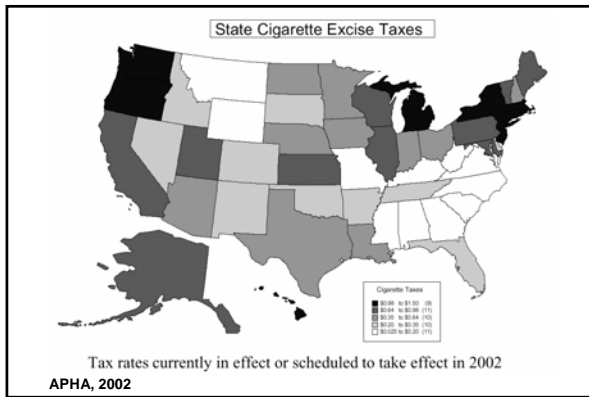 State Cigarette Excise Taxes
Cigarette Taxes
$0.98 to $1.50 (9)
$0.64 to $0.98 (11)
$0.35 to $0.64 (10)
$0.20 to $0.35 (10)
$0.025 to $0.20 (11)
Tax rates currently in effect or scheduled to take effect in 2002
APHA, 2002